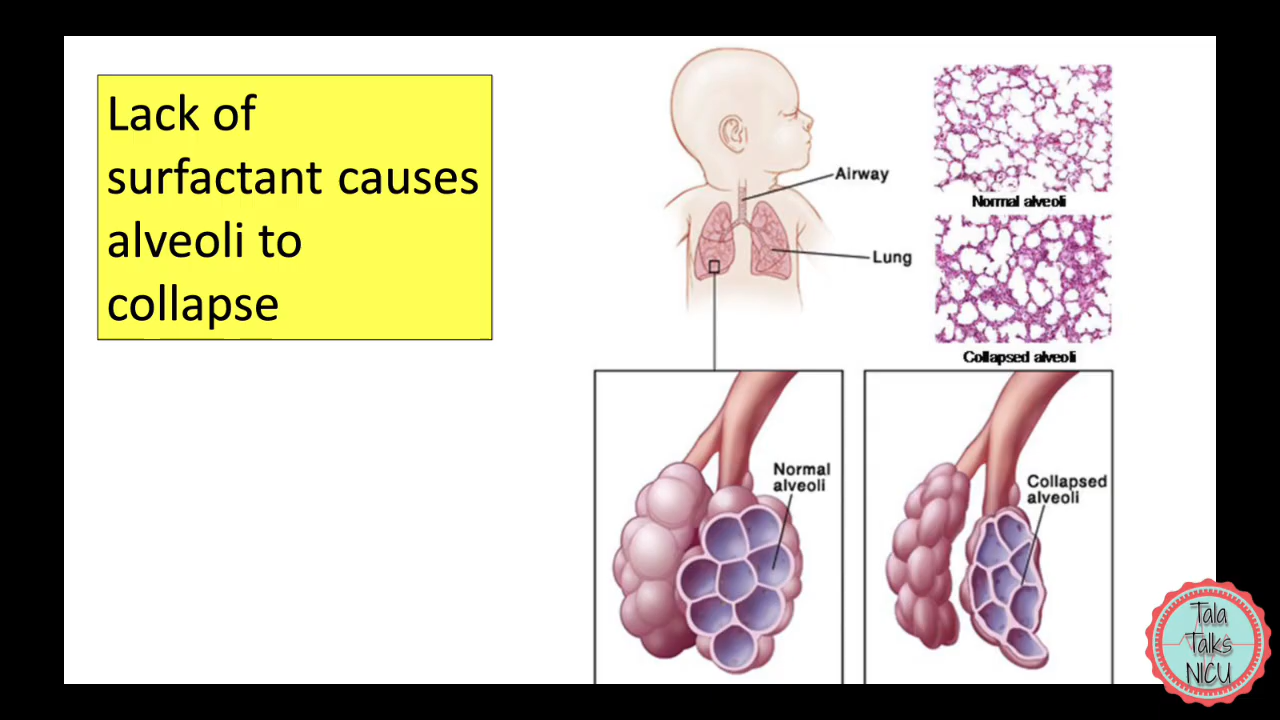 Lack of
surfactant causes
alveoli to
collapse
Airway
Lung
Normal alveoli
Collapsed alveoli
Normal
alveoli
Collapsed
alveoli
Tala
Talks
NICU